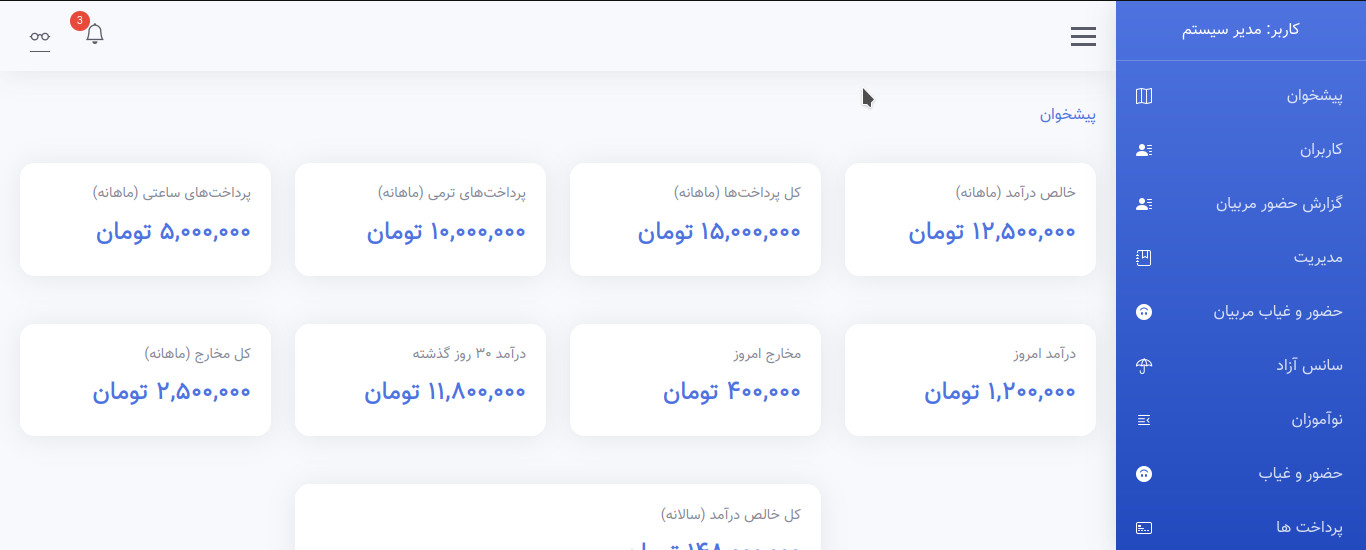 کاربر: مدیر سیستم
پیشخوان
کاربران
گزارش حضور مربیان
مدیریت
حضور و غیاب مربیان
سانس آزاد
نوآموزان
حضور و غیاب
پرداخت ها
3
پیشخوان
خالص درآمد (ماهانه)
۱۲,۵۰۰,۰۰۰ تومان
کل پرداخت‌ها (ماهانه)
۱۵,۰۰۰,۰۰۰ تومان
پرداخت‌های ترمی (ماهانه)
۱۰,۰۰۰,۰۰۰ تومان
پرداخت‌های ساعتی (ماهانه)
۵,۰۰۰,۰۰۰ تومان
درآمد امروز
۱,۲۰۰,۰۰۰ تومان
مخارج امروز
۴۰۰,۰۰۰ تومان
درآمد ۳۰ روز گذشته
۱۱,۸۰۰,۰۰۰ تومان
کل مخارج (ماهانه)
۲,۵۰۰,۰۰۰ تومان
کل خالص درآمد (سالانه)